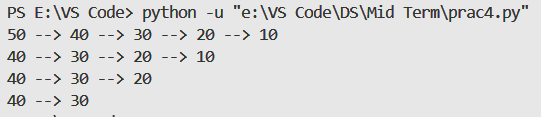 PS E:\VS Code> python -u "e:\VS Code\DS\Mid Term\prac4.py"
50 --> 40 --> 30 --> 20 --> 10
40 --> 30 --> 20 --> 10
40 --> 30 --> 20
40 --> 30